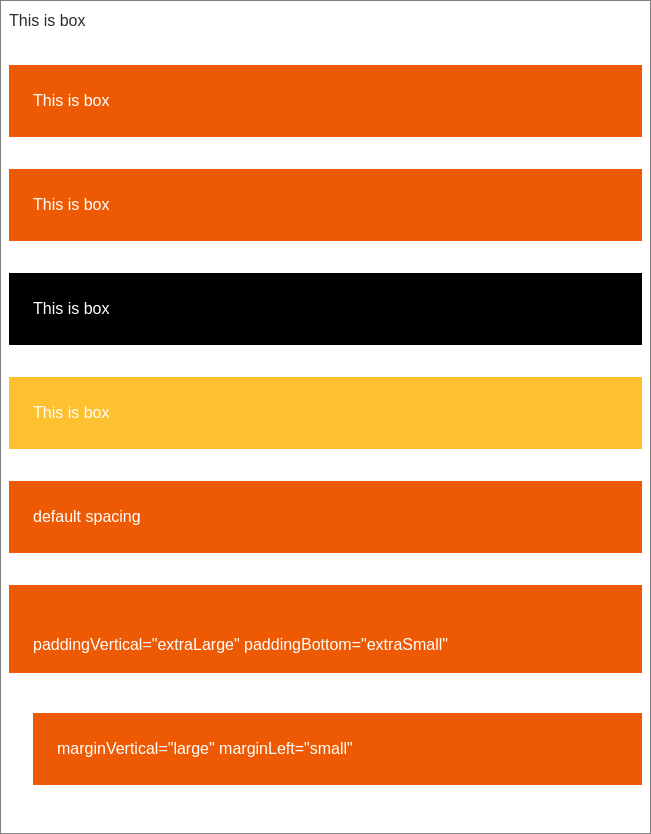 This is box
This is box
This is box
This is box
This is box
default spacing
paddingVertical="extraLarge" paddingBottom="extraSmall"
marginVertical="large" marginLeft="small"